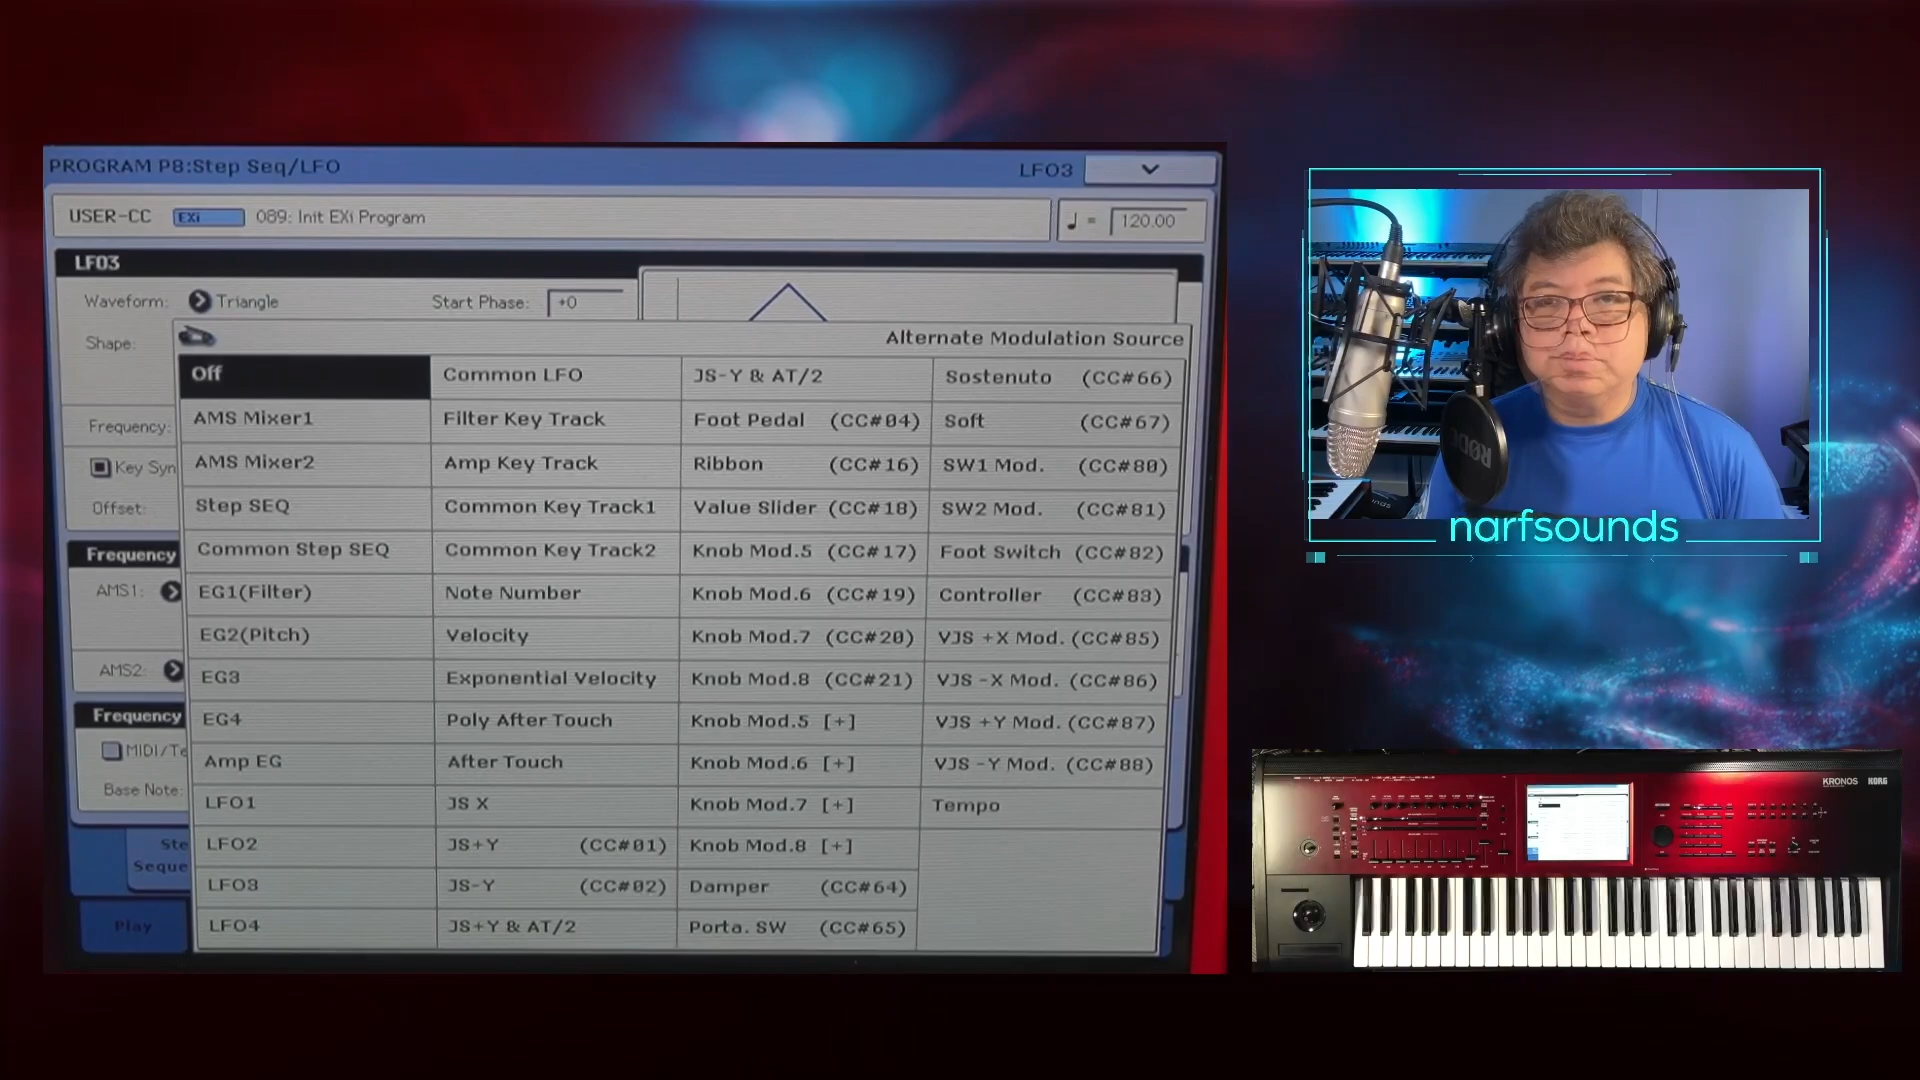 PROGRAM P8:Step Seq/LFO LFO3
USER-CC EXi 089: Init EXi Program ♩ = 120.00
LFO3
Waveform: Triangle Start Phase: +0
Shape:
Alternate Modulation Source
Off Common LFO JS-Y & AT/2 Sostenuto (CC#66)
AMS Mixer1 Filter Key Track Foot Pedal (CC#04) Soft (CC#67)
Frequency:
AMS Mixer2 Amp Key Track Ribbon (CC#16) SW1 Mod. (CC#80)
Key Syn
Step SEQ Common Key Track1 Value Slider (CC#18) SW2 Mod. (CC#81)
Offset:
Common Step SEQ Common Key Track2 Knob Mod.5 (CC#17) Foot Switch (CC#82)
Frequency
EG1(Filter) Note Number Knob Mod.6 (CC#19) Controller (CC#83)
AMS1:
EG2(Pitch) Velocity Knob Mod.7 (CC#20) VJS +X Mod. (CC#85)
EG3 Exponential Velocity Knob Mod.8 (CC#21) VJS -X Mod. (CC#86)
AMS2:
EG4 Poly After Touch Knob Mod.5 [+] VJS +Y Mod. (CC#87)
Frequency
Amp EG After Touch Knob Mod.6 [+] VJS -Y Mod. (CC#88)
MIDI/Te
LFO1 JS X Knob Mod.7 [+] Tempo
Base Note:
LFO2 JS+Y (CC#01) Knob Mod.8 [+]
Ste
Seque
LFO3 JS-Y (CC#02) Damper (CC#64)
LFO4 JS+Y & AT/2 Porta. SW (CC#65)
Play
RØDE
narfsounds
KRONOS KORG